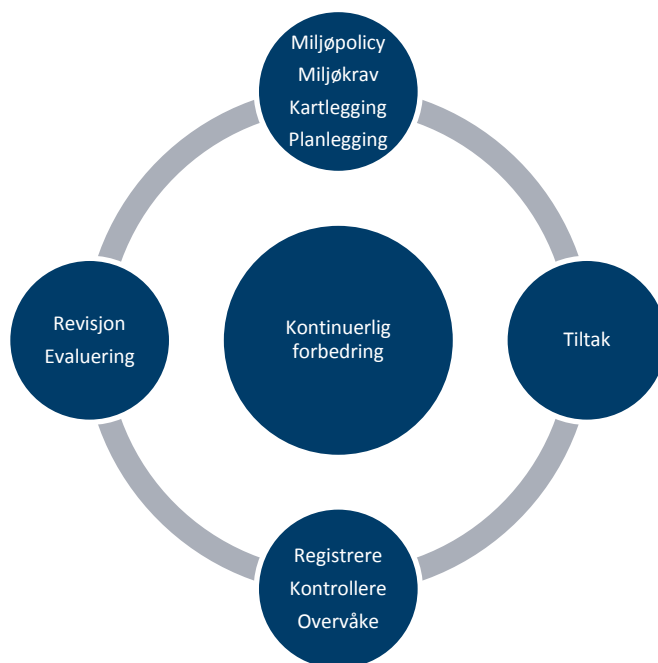 Miljøpolicy
Miljøkrav
Kartlegging
Planlegging
Revisjon
Evaluering
Kontinuerlig
forbedring
Tiltak
Registrere
Kontrollere
Overvåke